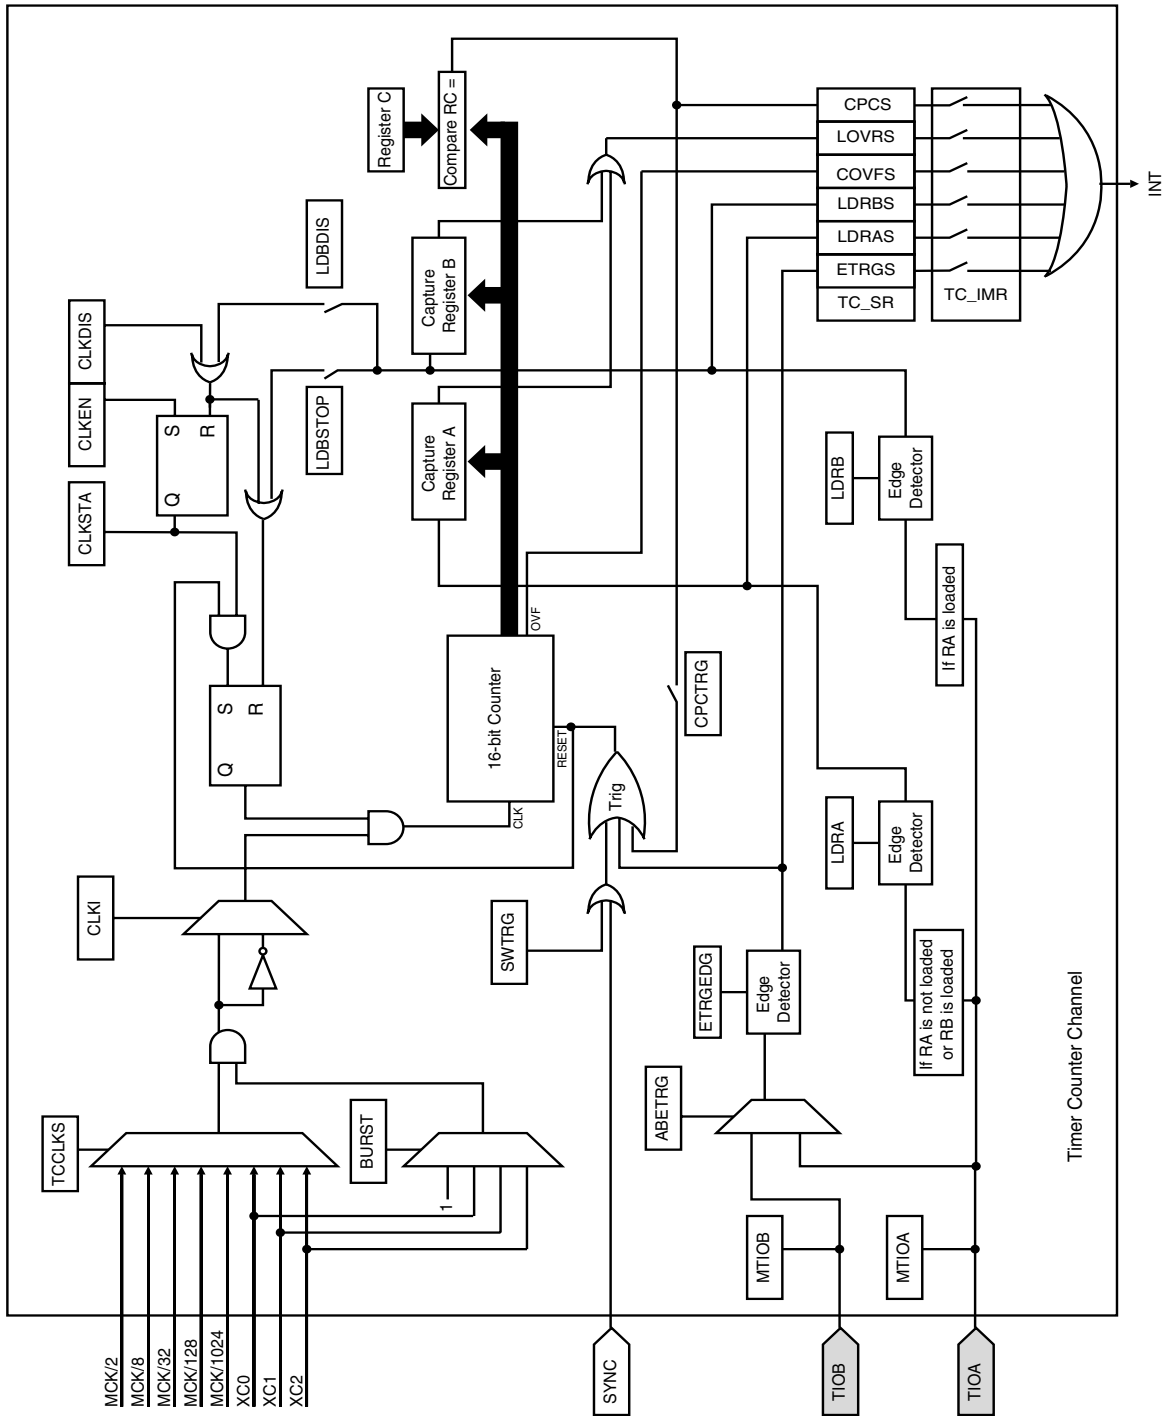 MCK/2
MCK/8
MCK/32
MCK/128
MCK/1024
XC0
XC1
XC2
TCCLKS
BURST
1
CLKI
CLKSTA
CLKEN
CLKDIS
Q
S
R
Q
S
R
LDBSTOP
LDBDIS
SYNC
SWTRG
CLK
16-bit Counter
RESET
OVF
Trig
Capture
Register A
Capture
Register B
Register C
Compare RC =
CPCTRG
TIOB
MTIOB
TIOA
MTIOA
ABETRG
ETRGEDG
Edge
Detector
LDRA
Edge
Detector
If RA is not loaded
or RB is loaded
LDRB
Edge
Detector
If RA is loaded
CPCS
LOVRS
COVFS
LDRBS
LDRAS
ETRGS
TC_SR
TC_IMR
INT
Timer Counter Channel